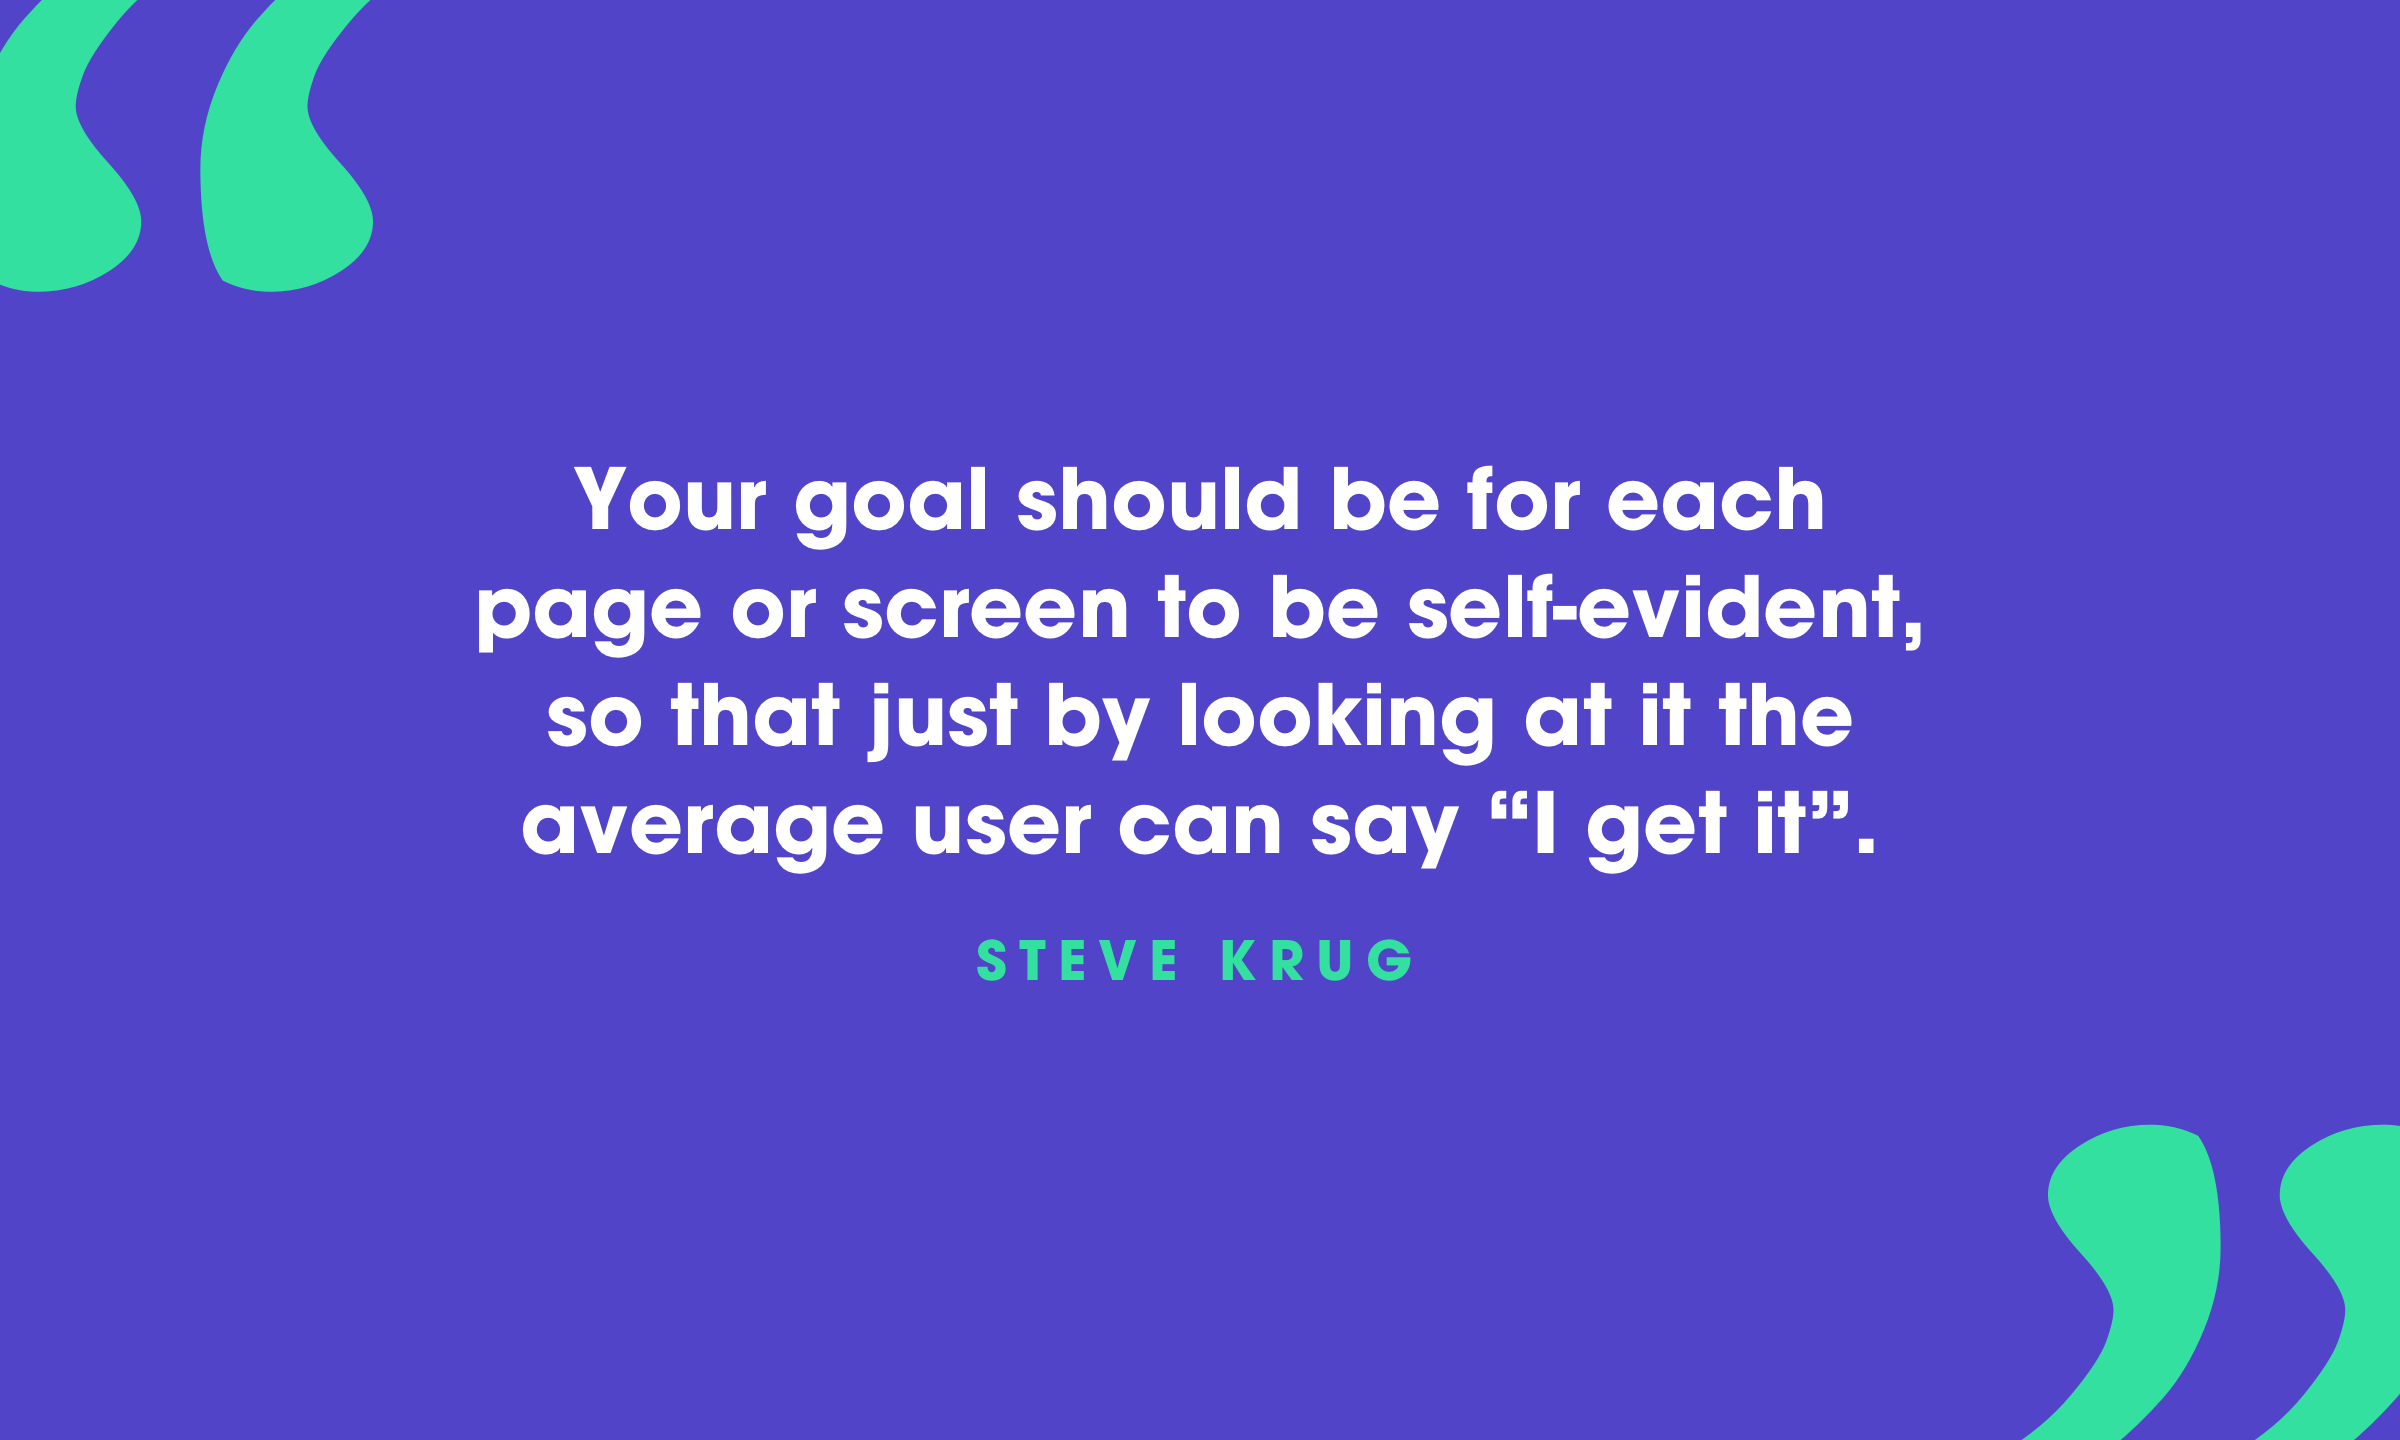 Your goal should be for each
page or screen to be self-evident,
so that just by looking at it the
average user can say “I get it”.
STEVE KRUG